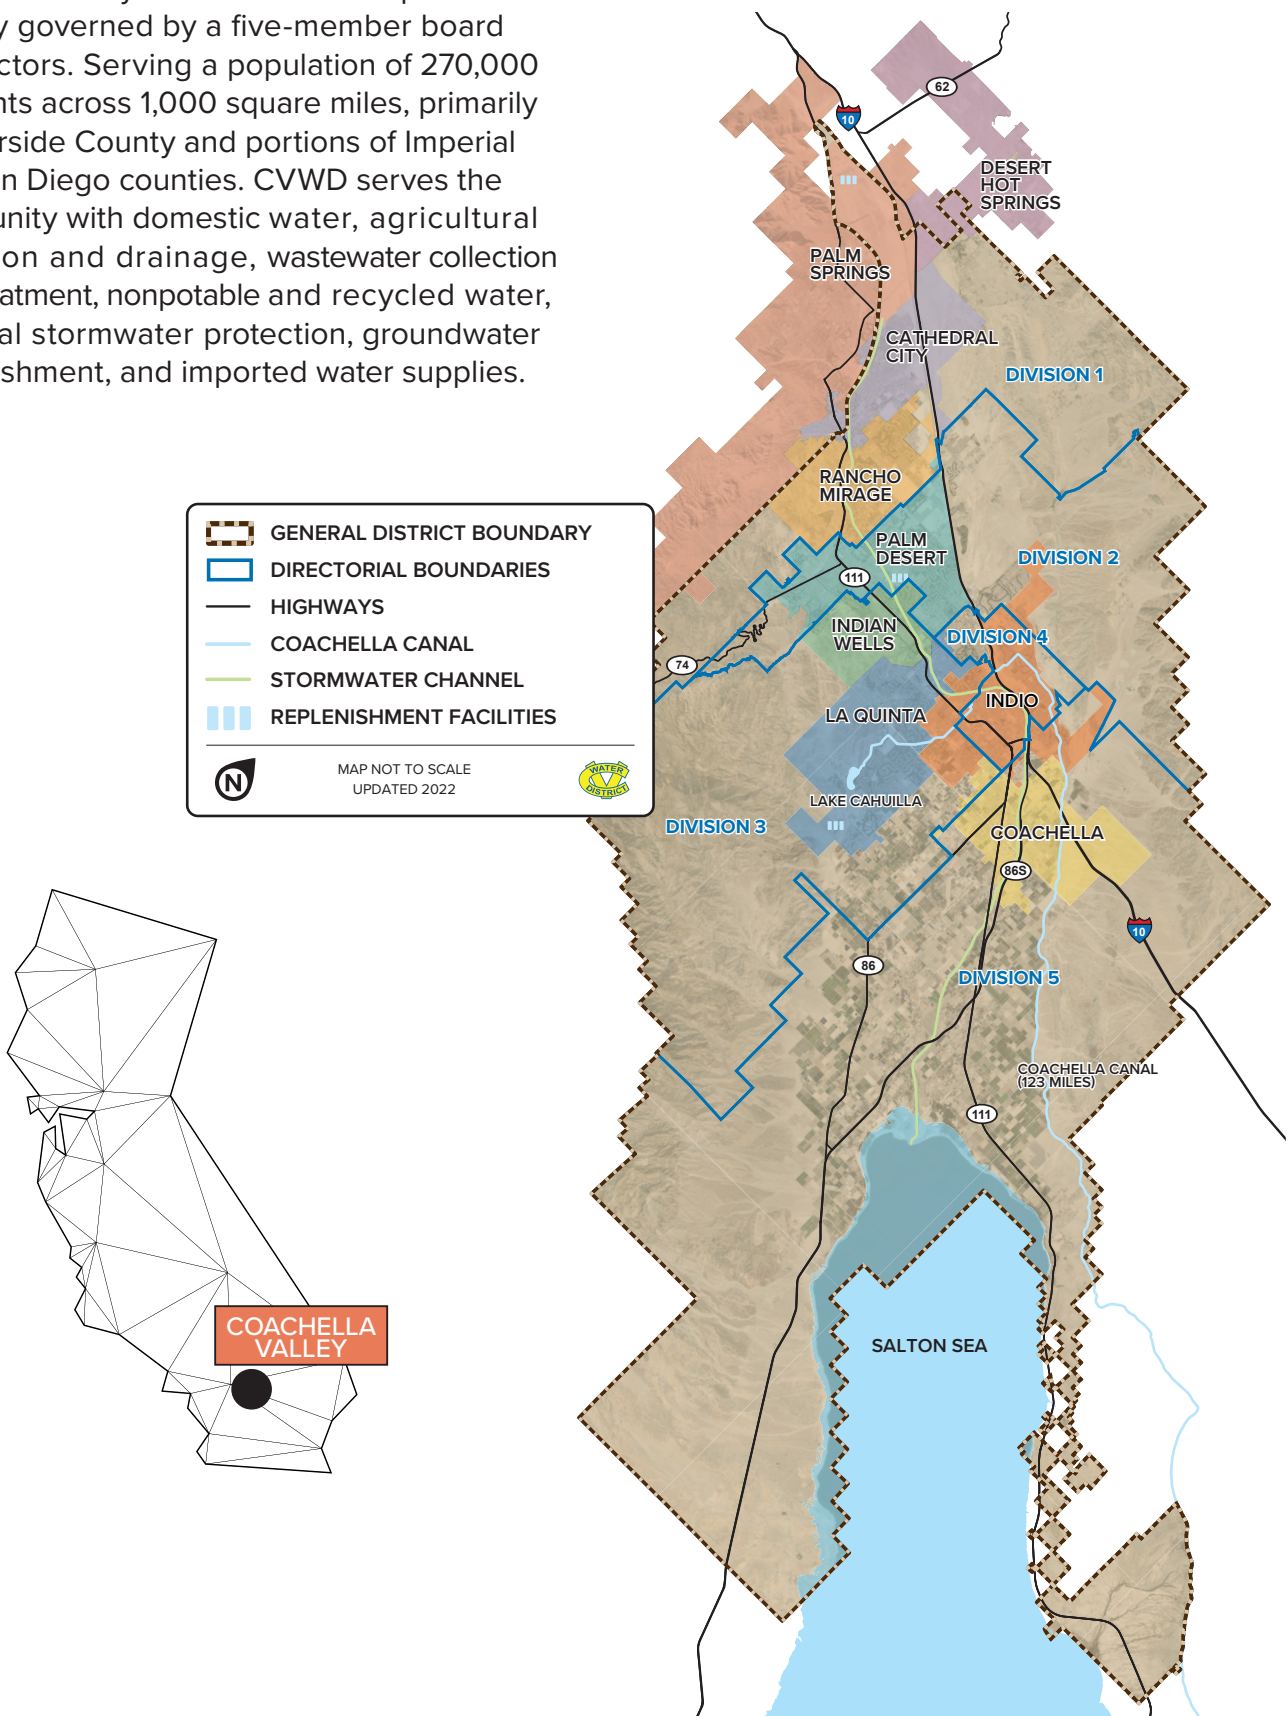 y governed by a five-member board
ctors. Serving a population of 270,000
nts across 1,000 square miles, primarily
rside County and portions of Imperial
n Diego counties. CVWD serves the
unity with domestic water, agricultural
on and drainage, wastewater collection
eatment, nonpotable and recycled water,
al stormwater protection, groundwater
shment, and imported water supplies.
62
10
DESERT
HOT
SPRINGS
PALM
SPRINGS
CATHEDRAL
CITY
DIVISION 1
RANCHO
MIRAGE
PALM
DESERT
DIVISION 2
111
INDIAN
WELLS
DIVISION 4
74
INDIO
LA QUINTA
LAKE CAHUILLA
DIVISION 3
COACHELLA
86S
10
86
DIVISION 5
COACHELLA CANAL
(123 MILES)
111
SALTON SEA
GENERAL DISTRICT BOUNDARY
DIRECTORIAL BOUNDARIES
HIGHWAYS
COACHELLA CANAL
STORMWATER CHANNEL
REPLENISHMENT FACILITIES
N
MAP NOT TO SCALE
UPDATED 2022
WATER
CV
DISTRICT
COACHELLA
VALLEY